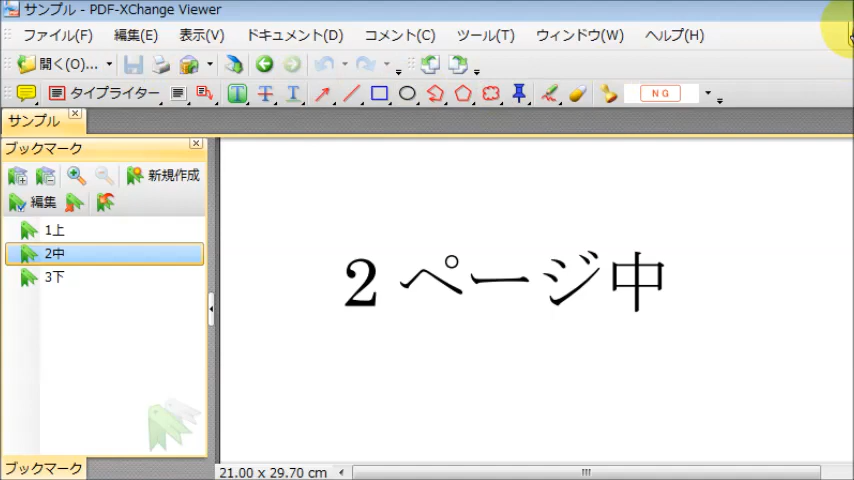 サンプル - PDF-XChange Viewer
ファイル(F) 編集(E) 表示(V) ドキュメント(D) コメント(C) ツール(T) ウィンドウ(W) ヘルプ(H)
開く(O)...
T タイプライター T T T NG
サンプル
ブックマーク
新規作成
編集
1上
2中
3下
2 ページ中
ブックマーク
21.00 x 29.70 cm